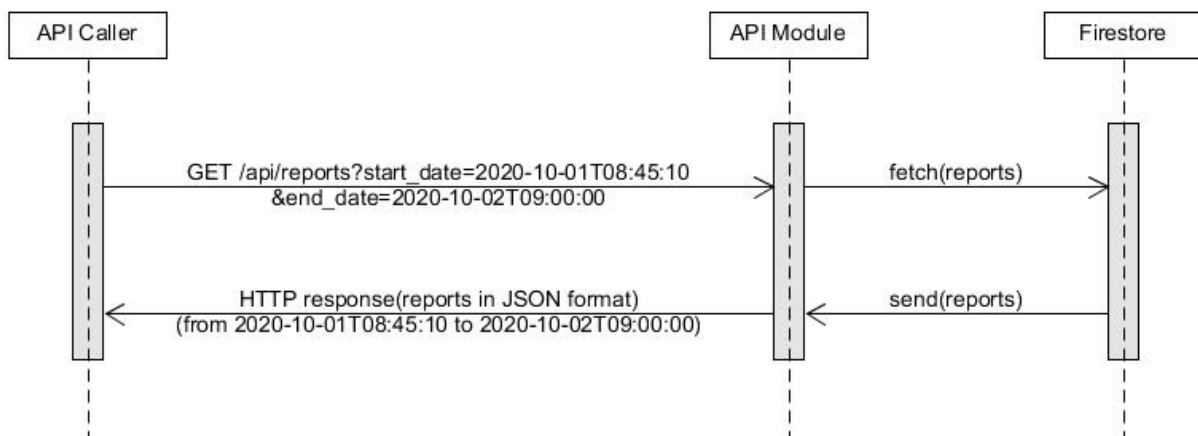 API Caller
API Module
Firestore
GET /api/reports?start_date=2020-10-01T08:45:10
&end_date=2020-10-02T09:00:00
fetch(reports)
HTTP response(reports in JSON format)
(from 2020-10-01T08:45:10 to 2020-10-02T09:00:00)
send(reports)